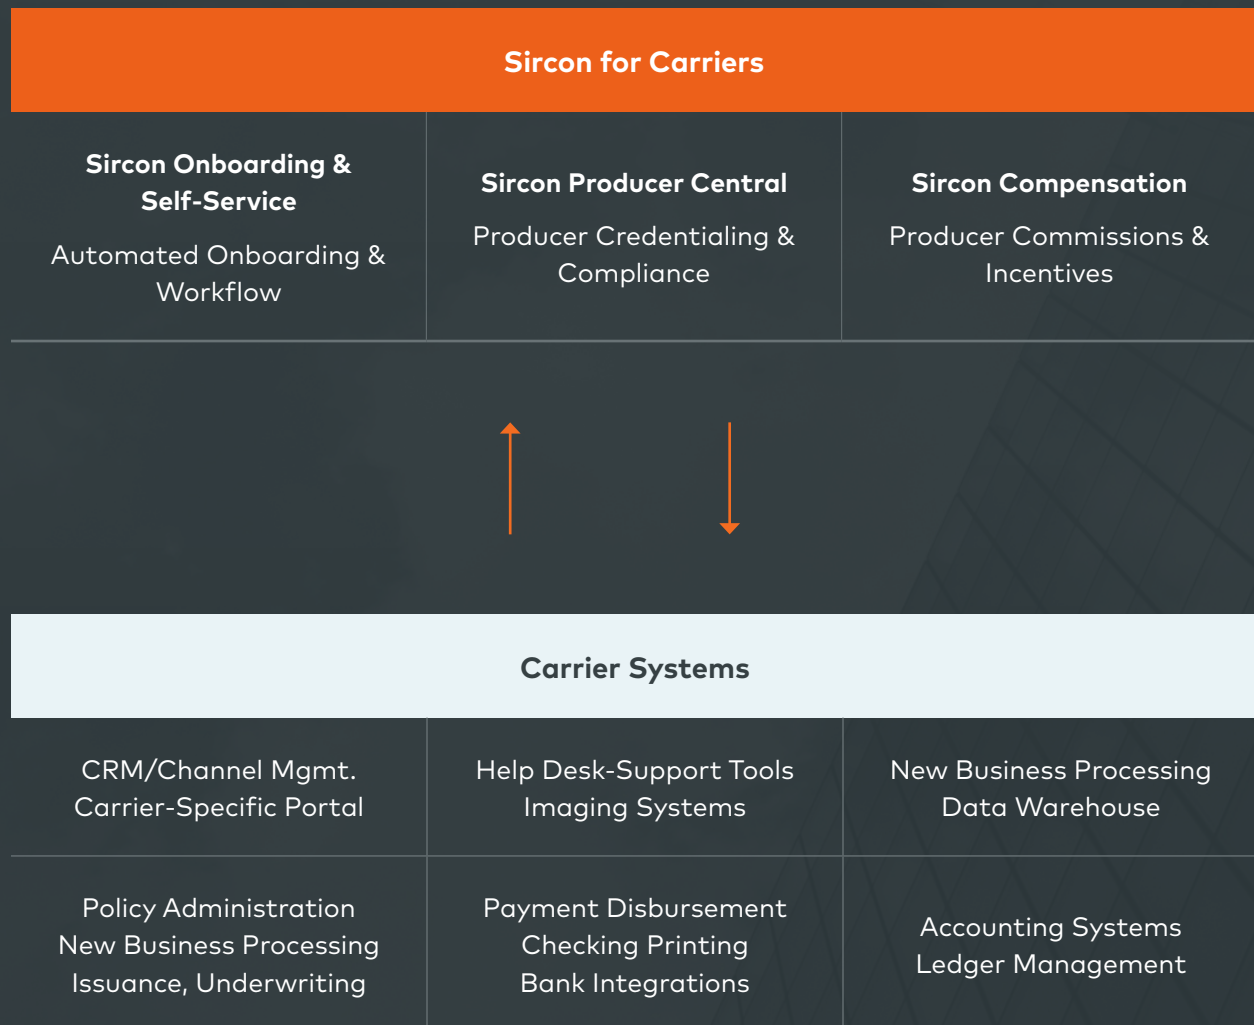 Sircon for Carriers
Sircon Onboarding &
Self-Service
Automated Onboarding &
Workflow
Sircon Producer Central
Producer Credentialing &
Compliance
Sircon Compensation
Producer Commissions &
Incentives
Carrier Systems
CRM/Channel Mgmt.
Carrier-Specific Portal
Help Desk-Support Tools
Imaging Systems
New Business Processing
Data Warehouse
Policy Administration
New Business Processing
Issuance, Underwriting
Payment Disbursement
Checking Printing
Bank Integrations
Accounting Systems
Ledger Management